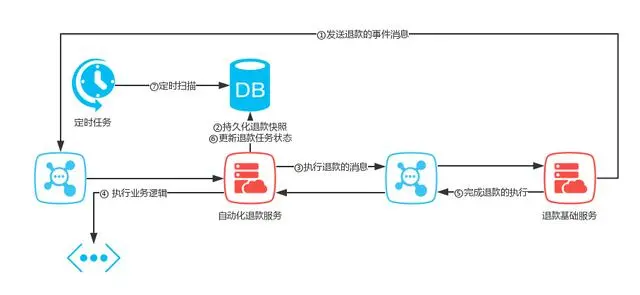 ①发送退款的事件消息
⑦定时扫描
DB
定时任务
②持久化退款快照
⑥更新退款任务状态
③执行退款的消息
④ 执行业务逻辑
⑤完成退款的执行
自动化退款服务
退款基础服务